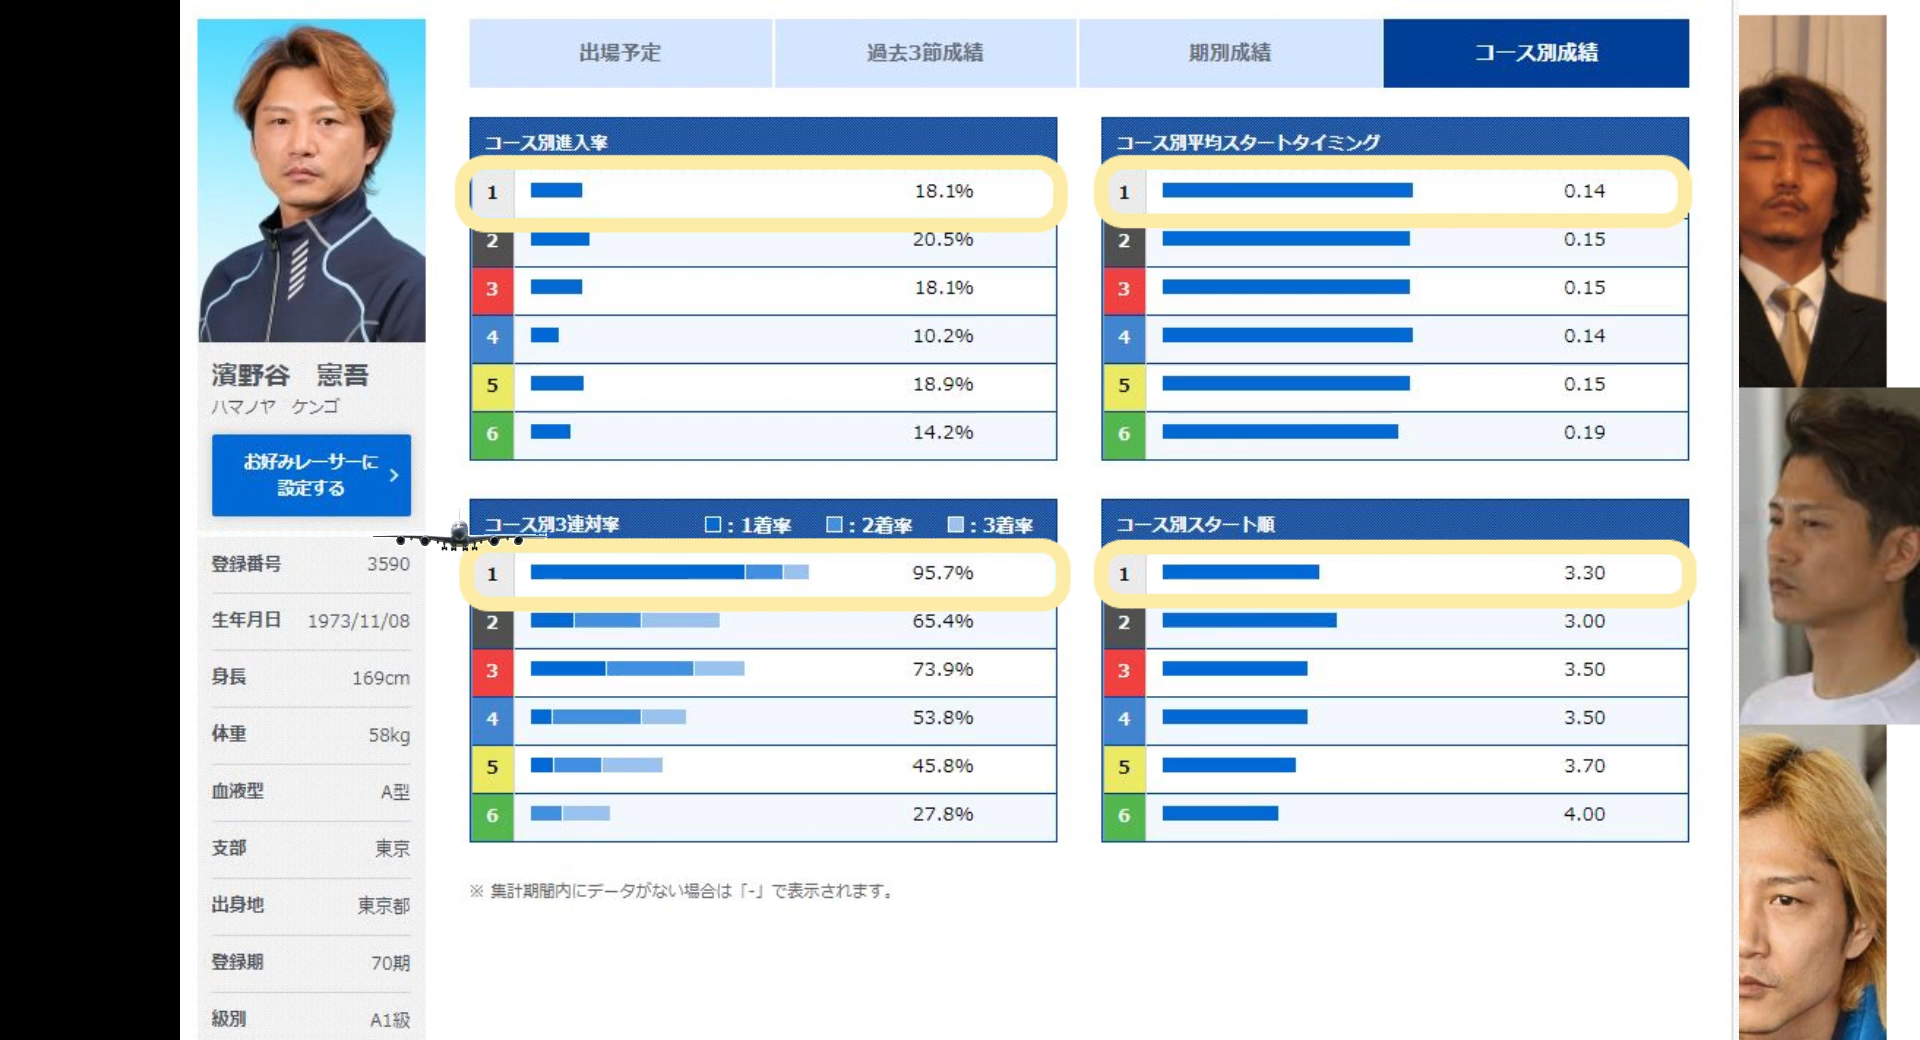 出場予定
過去3節成績
期別成績
コース別成績
濱野谷 憲吾
ハマノヤ ケンゴ
お好みレーサーに
設定する
登録番号 3590
生年月日 1973/11/08
身長 169cm
体重 58kg
血液型 A型
支部 東京
出身地 東京都
登録期 70期
級別 A1級
コース別進入率
1 18.1%
2 20.5%
3 18.1%
4 10.2%
5 18.9%
6 14.2%
コース別平均スタートタイミング
1 0.14
2 0.15
3 0.15
4 0.14
5 0.15
6 0.19
コース別3連対率 □:1着率 □:2着率 □:3着率
1 95.7%
2 65.4%
3 73.9%
4 53.8%
5 45.8%
6 27.8%
コース別スタート順
1 3.30
2 3.00
3 3.50
4 3.50
5 3.70
6 4.00
※ 集計期間内にデータがない場合は「-」で表示されます。